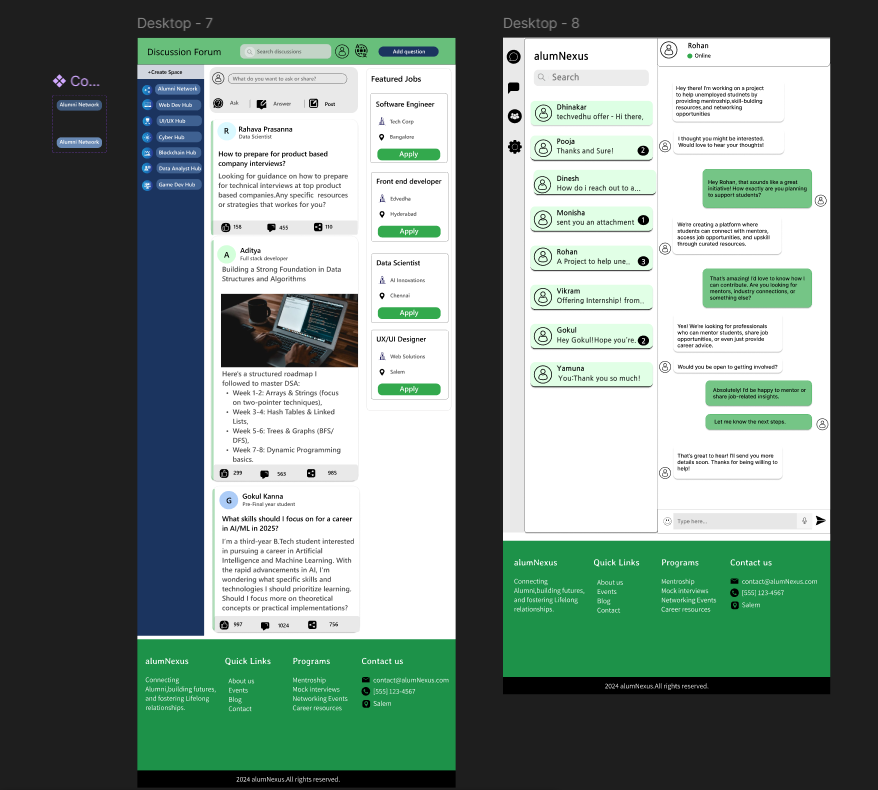 Desktop - 7
Co...
Alumni Network
Alumni Network
Discussion Forum
Search discussions
Add question
+Create Space
Alumni Network
Web Dev Hub
UI/UX Hub
Cyber Hub
Blockchain Hub
Data Analyst Hub
Game Dev Hub
What do you want to ask or share?
Ask
Answer
Post
R
Rahava Prasanna
Data Scientist
How to prepare for product based
company interviews?
Looking for guidance on how to prepare
for technical interviews at top product
based companies.Any specific resources
or strategies that workes for you?
158
455
110
A
Aditya
Full stack developer
Building a Strong Foundation in Data
Structures and Algorithms
Here's a structured roadmap I
followed to master DSA:
• Week 1-2: Arrays & Strings (focus
on two-pointer techniques),
• Week 3-4: Hash Tables & Linked
Lists,
• Week 5-6: Trees & Graphs (BFS/
DFS),
• Week 7-8: Dynamic Programming
basics.
299
563
985
G
Gokul Kanna
Pre-Final year student
What skills should I focus on for a career
in AI/ML in 2025?
I'm a third-year B.Tech student interested
in pursuing a career in Artificial
Intelligence and Machine Learning. With
the rapid advancements in AI, I'm
wondering what specific skills and
technologies I should prioritize learning.
Should I focus more on theoretical
concepts or practical implementations?
997
1024
756
Featured Jobs
Software Engineer
Tech Corp
Bangalore
Apply
Front end developer
Edvedha
Hyderabad
Apply
Data Scientist
AI Innovations
Chennai
Apply
UX/UI Designer
Web Solutions
Salem
Apply
alumNexus
Connecting
Alumni,building futures,
and fostering Lifelong
relationships.
Quick Links
About us
Events
Blog
Contact
Programs
Mentroship
Mock interviews
Networking Events
Career resources
Contact us
contact@alumNexus.com
[555] 123-4567
Salem
2024 alumNexus.All rights reserved.
Desktop - 8
alumNexus
Search
Dhinakar
techvedhu offer - Hi there,
Pooja
Thanks and Sure!
2
Dinesh
How do i reach out to a...
Monisha
sent you an attachment
1
Rohan
A Project to help une..
3
Vikram
Offering Internship! from..
Gokul
Hey Gokul!Hope you're.
2
Yamuna
You:Thank you so much!
Rohan
Online
Hey there! I'm working on a project
to help unemployed studnets by
providing mentroship,skill-bulding
resources,and networking
opportunities
I thought you might be interested.
Would love to hear your thoughts!
Hey Rohan, that sounds like a great
initiative! How exactly are you planning
to support students?
We're creating a platform where
students can connect with mentors,
access job opportunities, and upskill
through curated resources.
That's amazing! I'd love to know how i
can contribute. Are you looking for
mentors, industry connections, or
something else?
Yes! We're looking for professionals
who can mentor students, share job
opportunities, or even just provide
career advice.
Would you be open to getting involved?
Absolutely! I'd be happy to mentor or
share job-related insights.
Let me know the next steps.
That's great to hear! I'll send you more
details soon. Thanks for being willing to
help!
Type here...
alumNexus
Connecting
Alumni,building futures,
and fostering Lifelong
relationships.
Quick Links
About us
Events
Blog
Contact
Programs
Mentroship
Mock interviews
Networking Events
Career resources
Contact us
contact@alumNexus.com
[555] 123-4567
Salem
2024 alumNexus.All rights reserved.